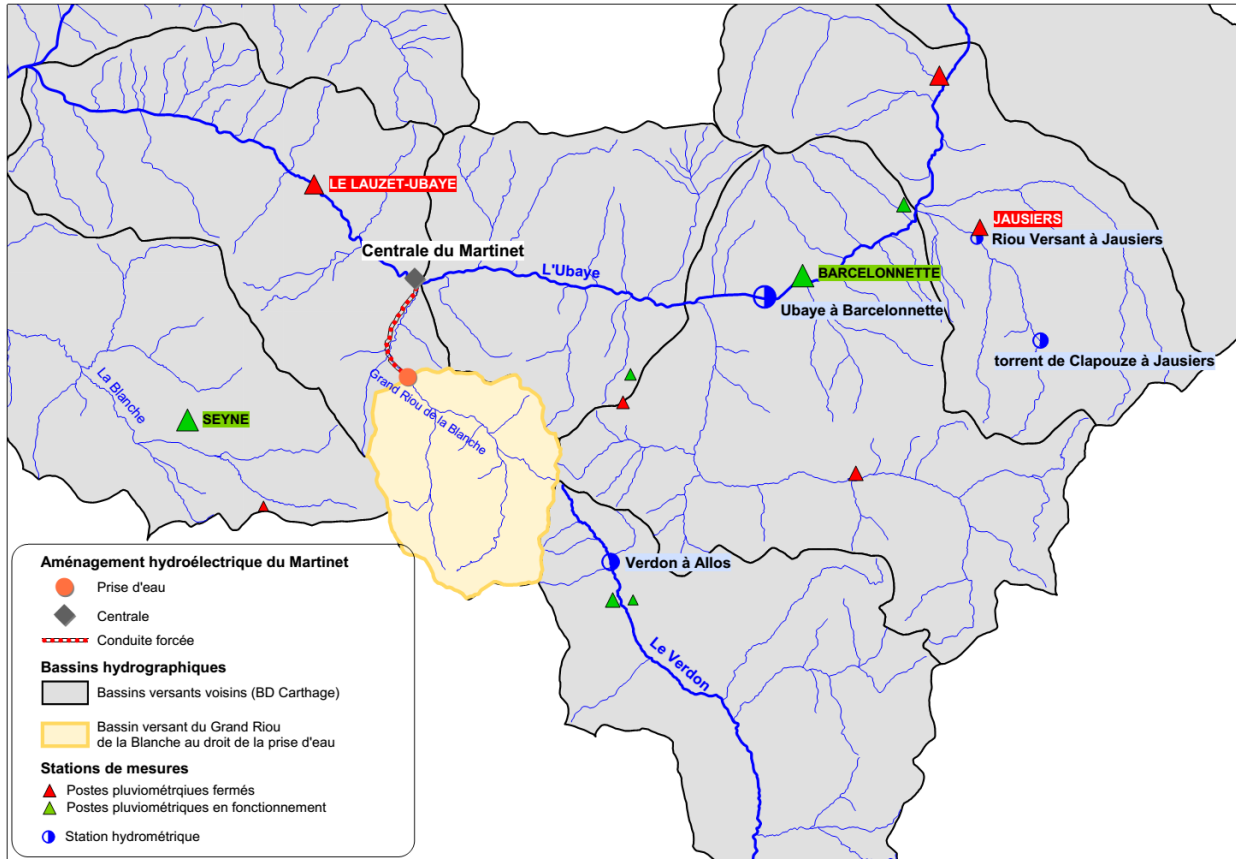 LE LAUZET-UBAYE
JAUSIERS
Riou Versant à Jausiers
Centrale du Martinet
L'Ubaye
BARCELONNETTE
Ubaye à Barcelonnette
torrent de Clapouze à Jausiers
La Blanche
Grand Riou de la Blanche
SEYNE
Verdon à Allos
Le Verdon
Aménagement hydroélectrique du Martinet
Prise d'eau
Centrale
Conduite forcée
Bassins hydrographiques
Bassins versants voisins (BD Carthage)
Bassin versant du Grand Riou
de la Blanche au droit de la prise d'eau
Stations de mesures
Postes pluviométrqiues fermés
Postes pluviométriques en fonctionnement
Station hydrométrique